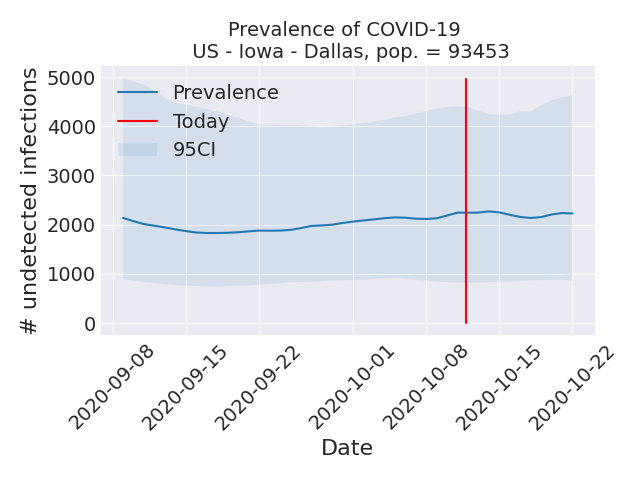 Prevalence of COVID-19
US - Iowa - Dallas, pop. = 93453
# undetected infections
5000
4000
3000
2000
1000
0
Prevalence
Today
95CI
2020-09-08
2020-09-15
2020-09-22
2020-10-01
2020-10-08
2020-10-15
2020-10-22
Date